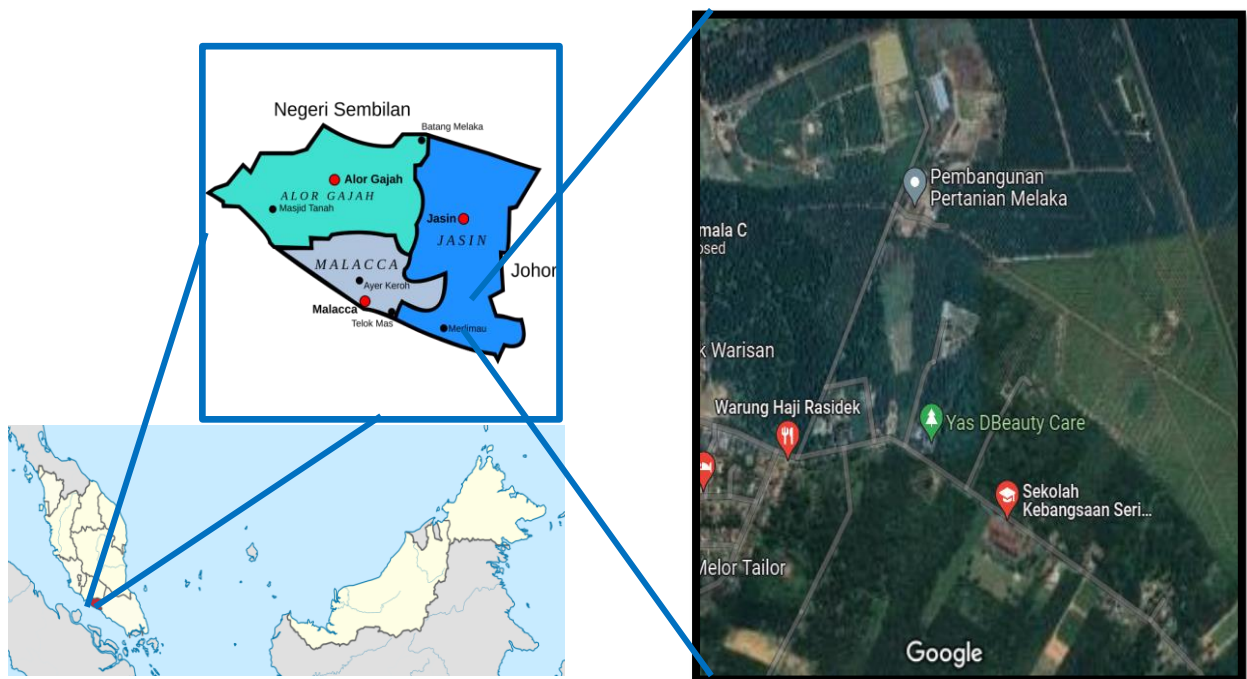 Negeri Sembilan
Batang Melaka
Alor Gajah
ALOR GAJAH
Masjid Tanah
Jasin
JASIN
MALACCA
Johor
Ayer Keroh
Malacca
Telok Mas
Merlimau
Pembangunan
Pertanian Melaka
mala C
osed
k Warisan
Warung Haji Rasidek
Yas DBeauty Care
Sekolah
Kebangsaan Seri...
Melor Tailor
Google